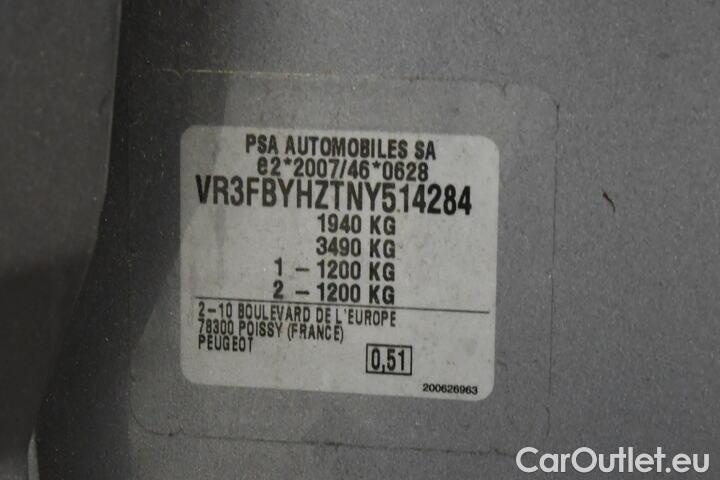 PSA AUTOMOBILES SA
e2*2007/46*0628
VR3FBYHZTNY514284
1940 KG
3490 KG
1 - 1200 KG
2 - 1200 KG
2-10 BOULEVARD DE L'EUROPE
78300 POISSY (FRANCE)
PEUGEOT
0,51
200626963
CarOutlet.eu